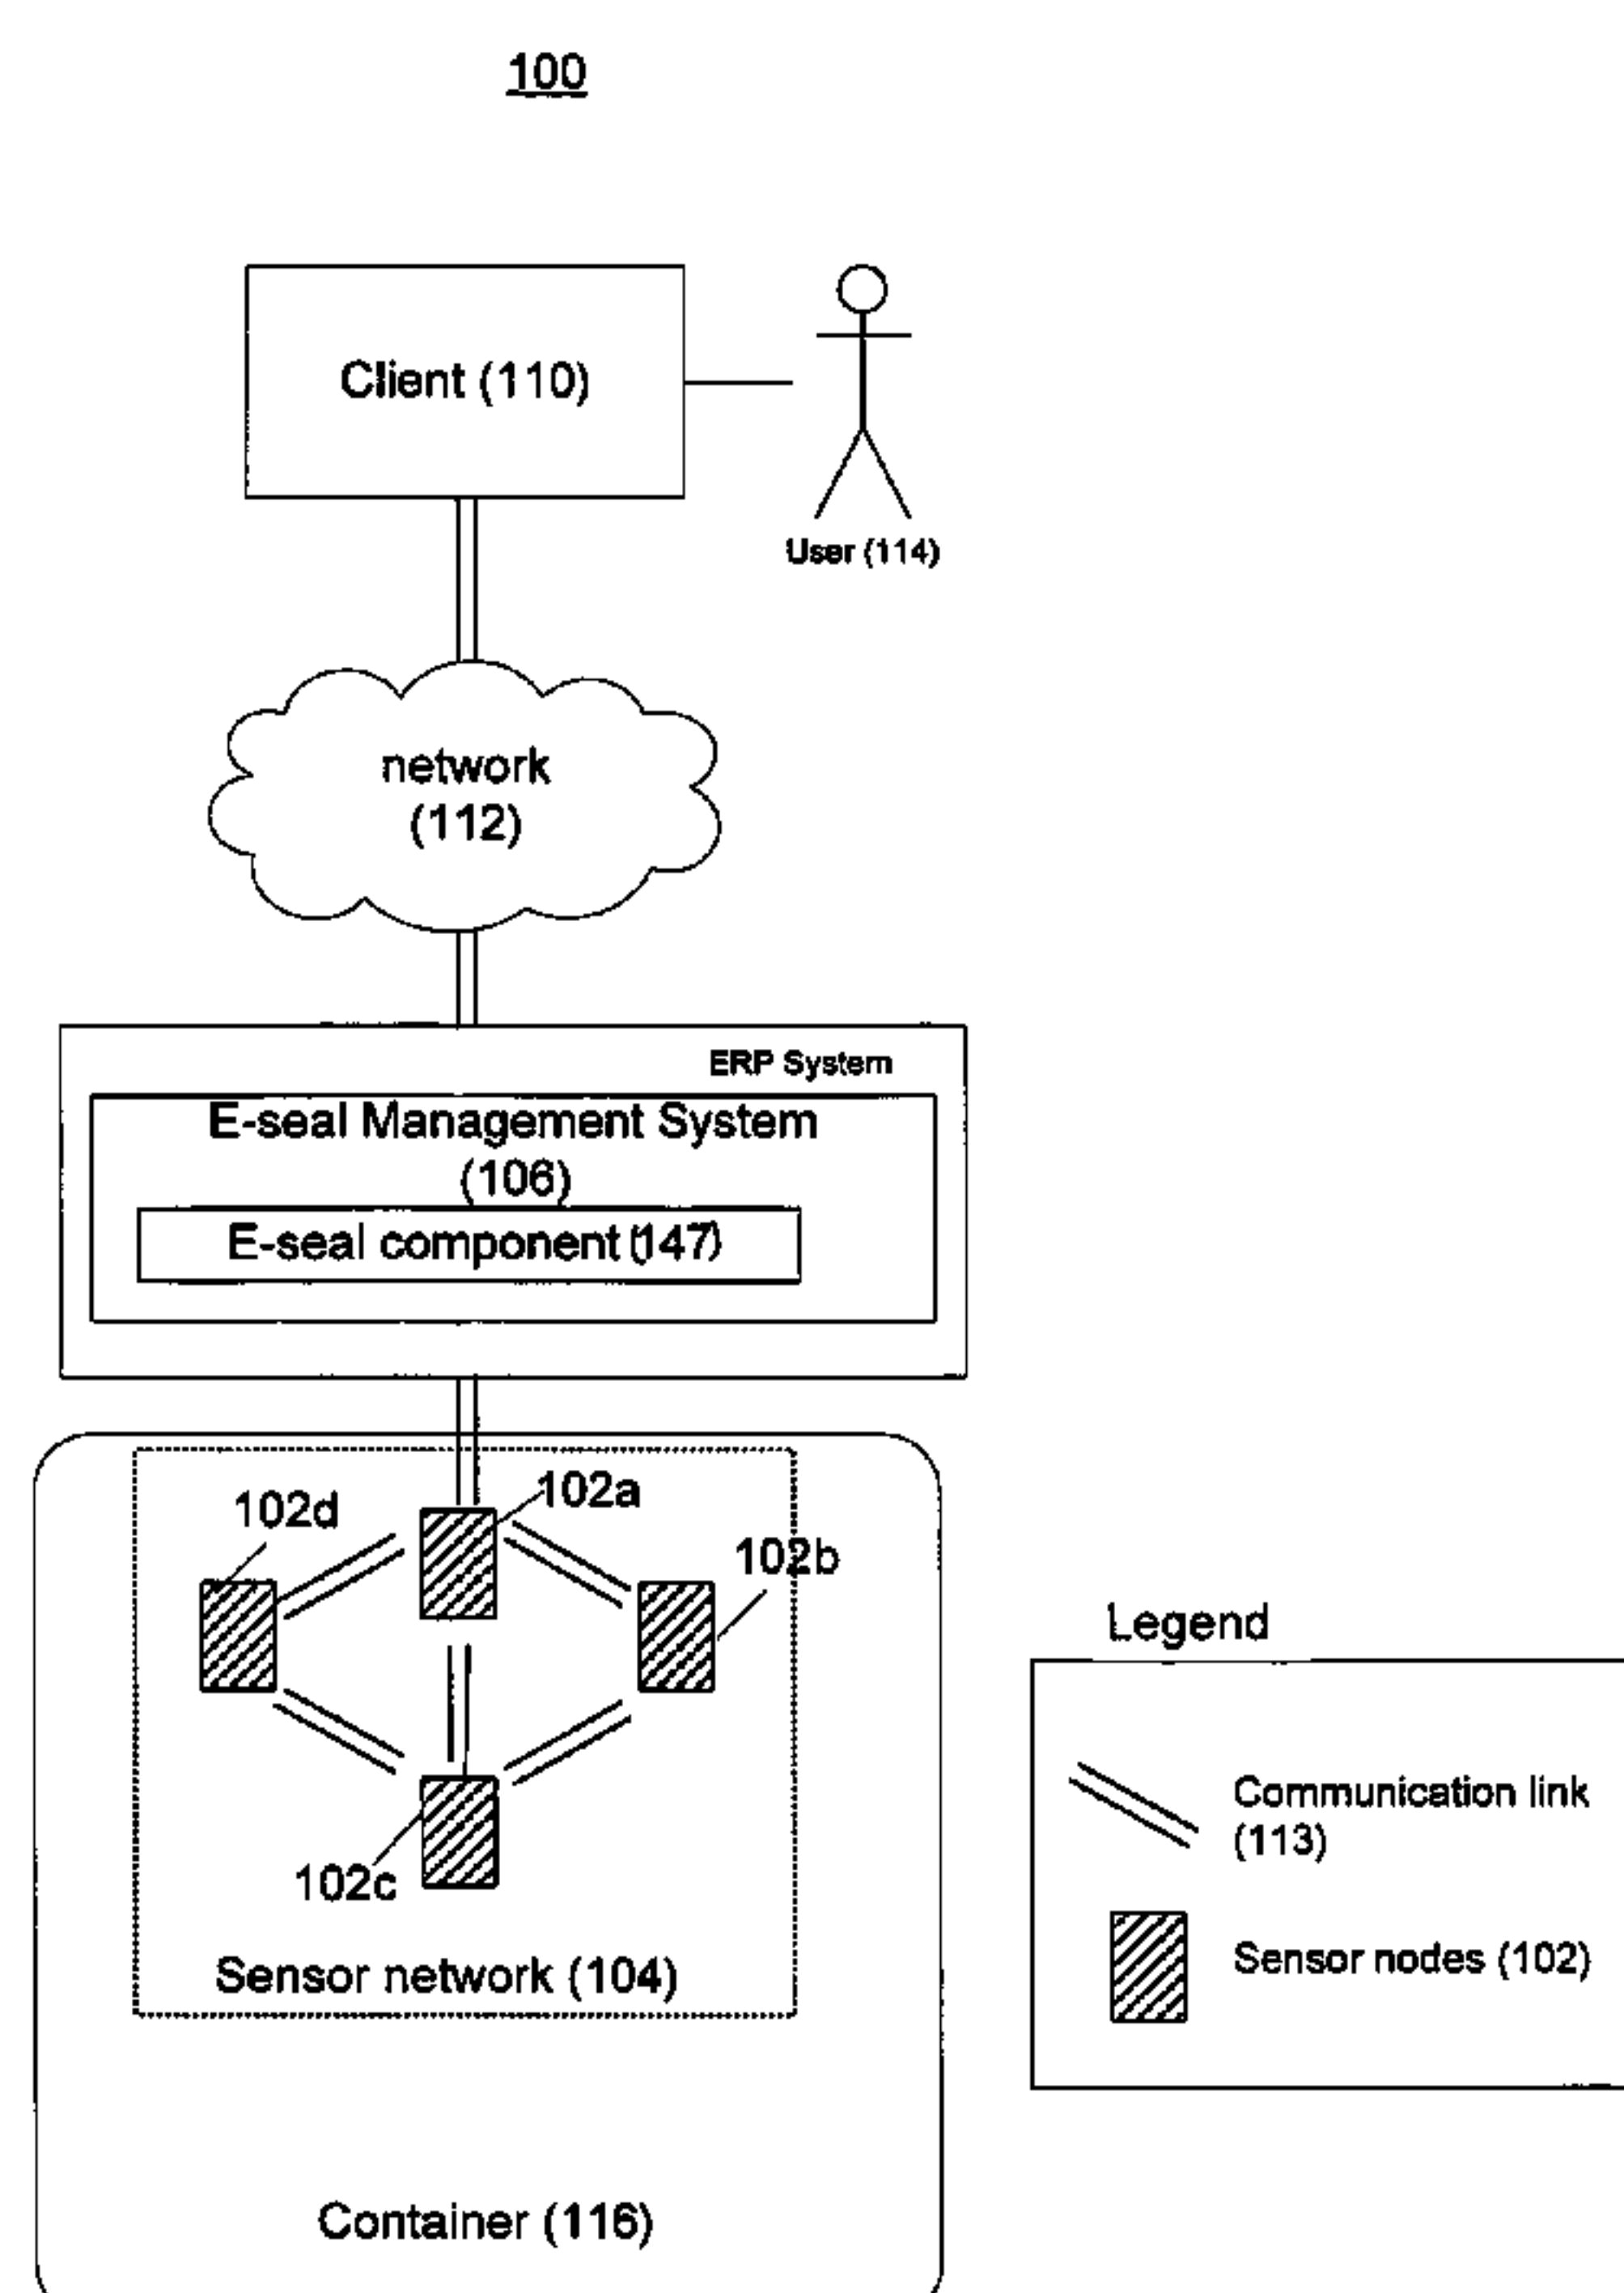 100
Client (110)
User (114)
network
(112)
ERP System
E-seal Management System
(106)
E-seal component (147)
102a
102d
102b
102c
Sensor network (104)
Container (116)
Legend
Communication link
(113)
Sensor nodes (102)